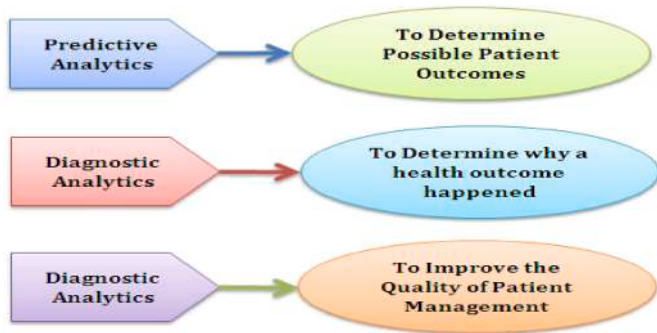 Predictive
Analytics
To Determine
Possible Patient
Outcomes
Diagnostic
Analytics
To Determine why a
health outcome
happened
Diagnostic
Analytics
To Improve the
Quality of Patient
Management